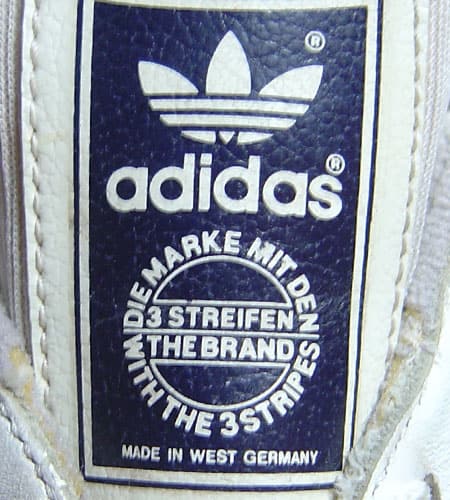 ®
adidas®
DIE MARKE MIT DEN
3 STREIFEN
THE BRAND
WITH THE 3 STRIPES
MADE IN WEST GERMANY